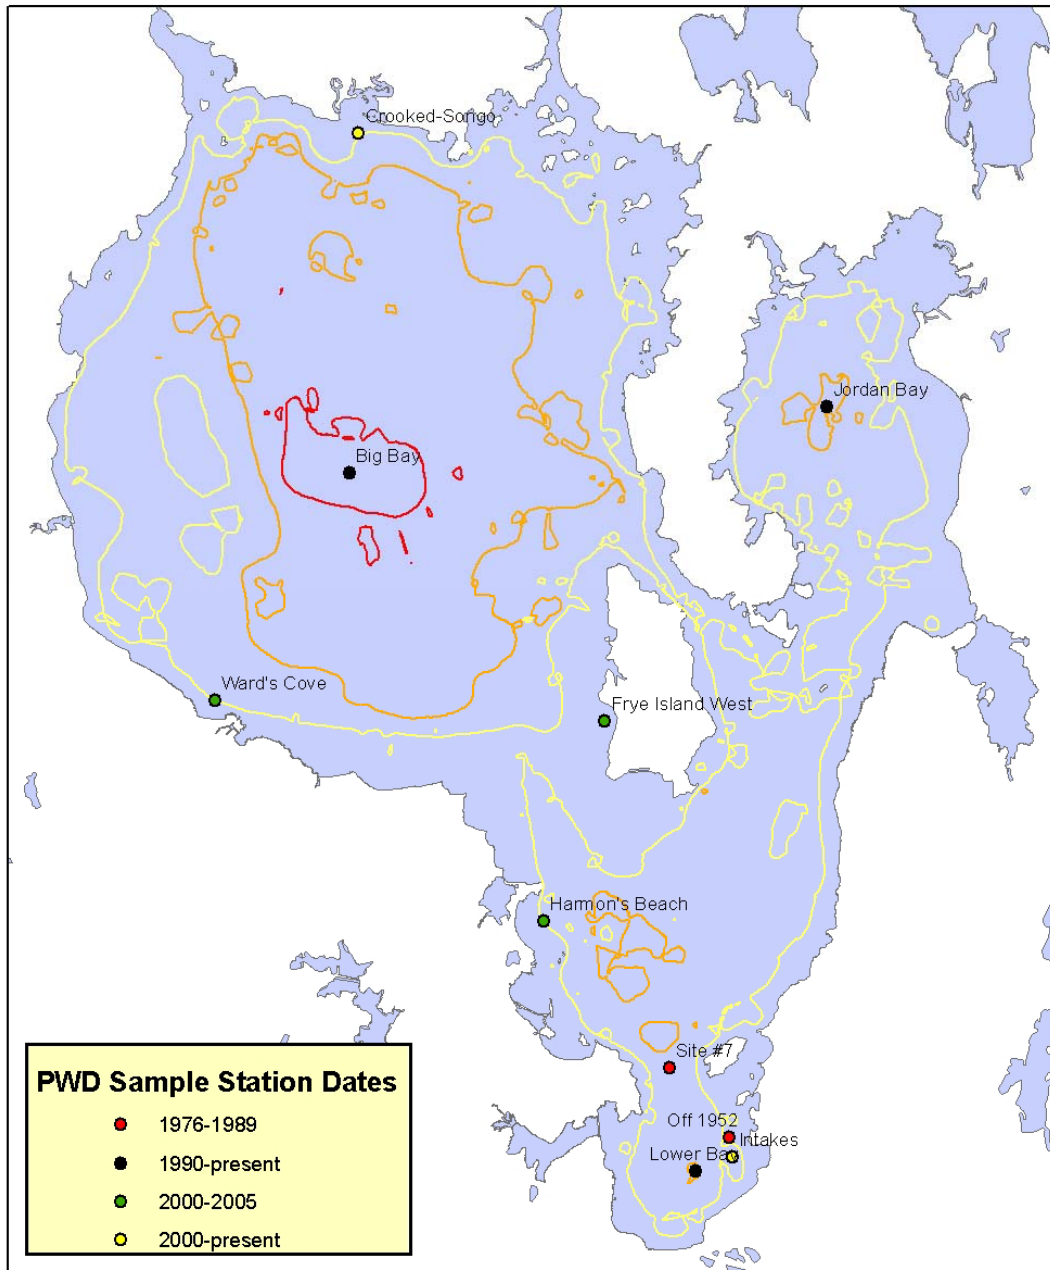 Crooked-Songo
Jordan Bay
Big Bay
Ward's Cove
Frye Island West
Harmon's Beach
Site #7
Off 1952
Intakes
Lower Bay
PWD Sample Station Dates
1976-1989
1990-present
2000-2005
2000-present